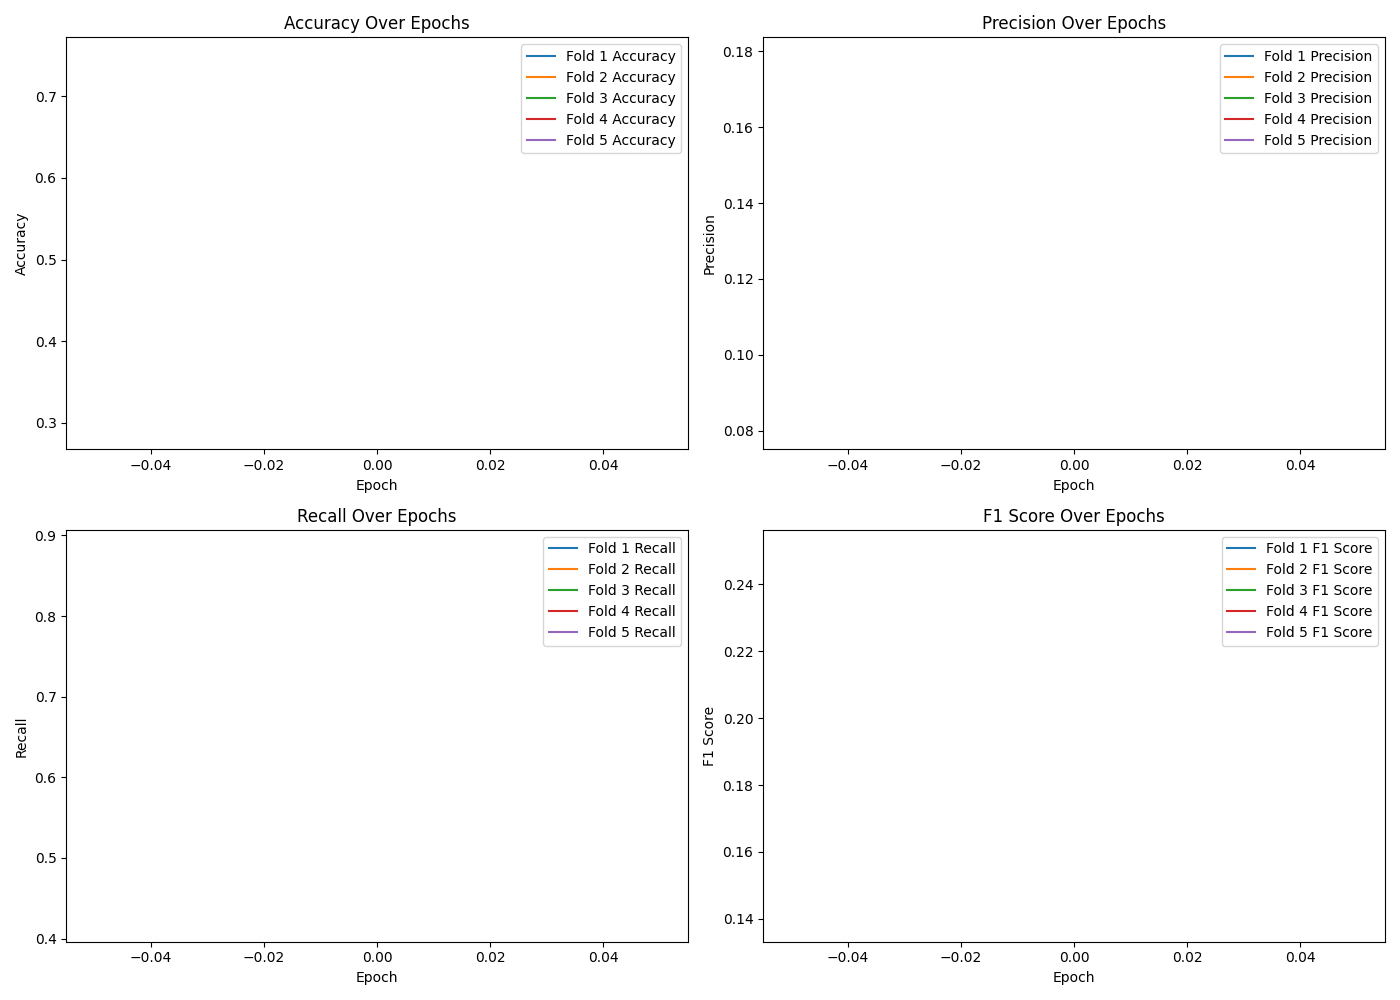 Accuracy Over Epochs
Accuracy
0.7
0.6
0.5
0.4
0.3
Fold 1 Accuracy
Fold 2 Accuracy
Fold 3 Accuracy
Fold 4 Accuracy
Fold 5 Accuracy
−0.04 −0.02 0.00 0.02 0.04
Epoch
Precision Over Epochs
Precision
0.18
0.16
0.14
0.12
0.10
0.08
Fold 1 Precision
Fold 2 Precision
Fold 3 Precision
Fold 4 Precision
Fold 5 Precision
−0.04 −0.02 0.00 0.02 0.04
Epoch
Recall Over Epochs
Recall
0.9
0.8
0.7
0.6
0.5
0.4
Fold 1 Recall
Fold 2 Recall
Fold 3 Recall
Fold 4 Recall
Fold 5 Recall
−0.04 −0.02 0.00 0.02 0.04
Epoch
F1 Score Over Epochs
F1 Score
0.24
0.22
0.20
0.18
0.16
0.14
Fold 1 F1 Score
Fold 2 F1 Score
Fold 3 F1 Score
Fold 4 F1 Score
Fold 5 F1 Score
−0.04 −0.02 0.00 0.02 0.04
Epoch